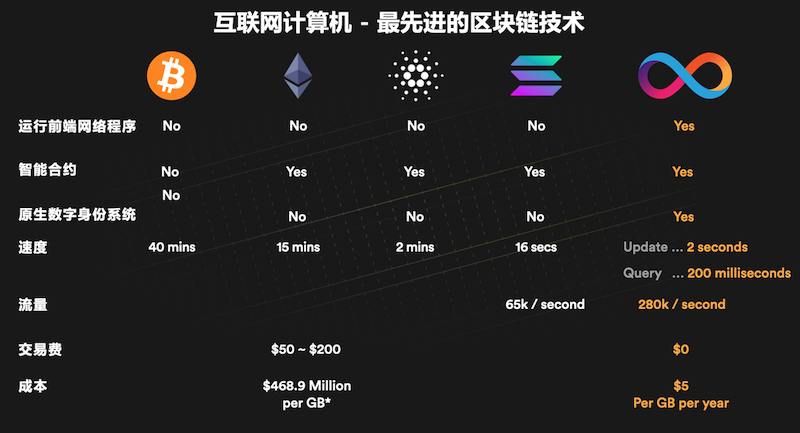 互联网计算机 - 最先进的区块链技术
运行前端网络程序 No No No No Yes
智能合约 No Yes Yes Yes Yes
No
原生数字身份系统 No No No Yes
速度 40 mins 15 mins 2 mins 16 secs Update ... 2 seconds
Query ... 200 milliseconds
流量 65k / second 280k / second
交易费 $50 ~ $200 $0
成本 $468.9 Million $5
per GB* Per GB per year